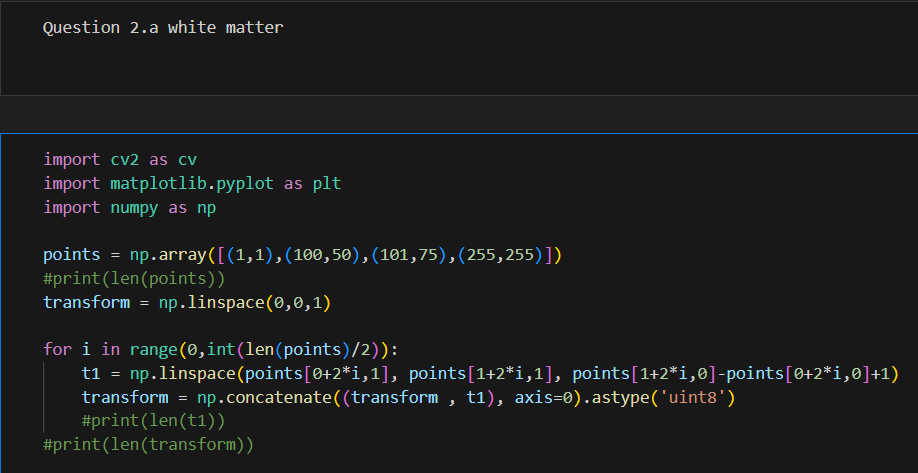 Question 2.a white matter
import cv2 as cv
import matplotlib.pyplot as plt
import numpy as np
points = np.array([(1,1),(100,50),(101,75),(255,255)])
#print(len(points))
transform = np.linspace(0,0,1)
for i in range(0,int(len(points)/2)):
    t1 = np.linspace(points[0+2*i,1], points[1+2*i,1], points[1+2*i,0]-points[0+2*i,0]+1)
    transform = np.concatenate((transform , t1), axis=0).astype('uint8')
    #print(len(t1))
#print(len(transform))